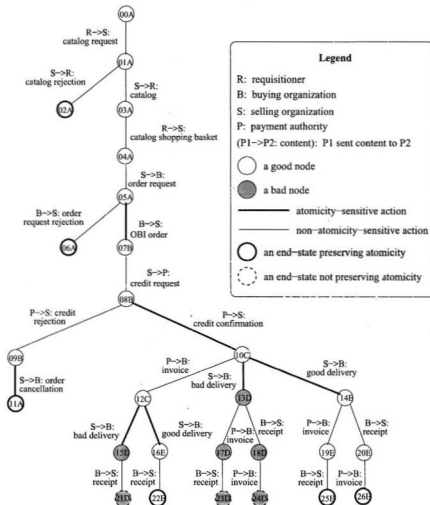 00A
R->S:
catalog request
01A
S->R:
catalog rejection
S->R:
catalog
02A
03A
R->S:
catalog shopping basket
04A
S->B:
order request
05A
B->S: order
request rejection
B->S:
OBI order
06A
07B
S->P:
credit request
08B
P->S: credit
rejection
P->S:
credit confirmation
09B
10C
S->B: order
cancellation
11A
P->B:
invoice
S->B:
bad delivery
S->B:
good delivery
12C
13D
14E
S->B:
bad delivery
S->B:
good delivery
P->B:
invoice
B->S:
receipt
P->B:
invoice
B->S:
receipt
15D
16E
17D
18D
19E
20E
B->S:
receipt
B->S:
receipt
B->S:
receipt
P->B:
invoice
B->S:
receipt
P->B:
invoice
21D
22E
23D
24D
25E
26E
Legend
R: requisitioner
B: buying organization
S: selling organization
P: payment authority
(P1->P2: content): P1 sent content to P2
a good node
a bad node
atomicity-sensitive action
non-atomicity-sensitive action
an end-state preserving atomicity
an end-state not preserving atomicity